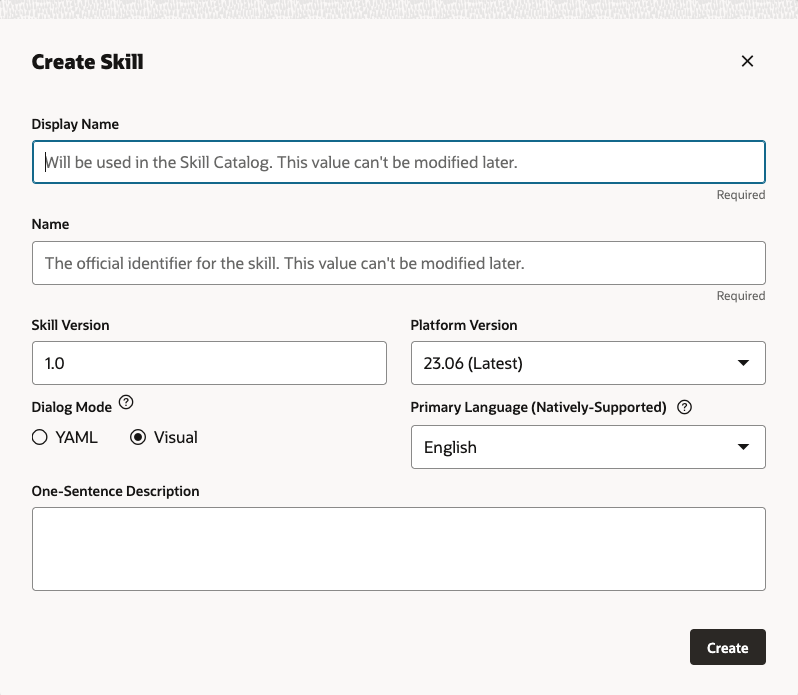 Create Skill
Display Name
Will be used in the Skill Catalog. This value can't be modified later.
Required
Name
The official identifier for the skill. This value can't be modified later.
Required
Skill Version
Platform Version
1.0
23.06 (Latest)
Dialog Mode
Primary Language (Natively-Supported)
YAML
Visual
English
One-Sentence Description
Create